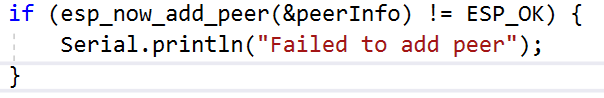 if (esp_now_add_peer(&peerInfo) != ESP_OK) {
    Serial.println("Failed to add peer");
}